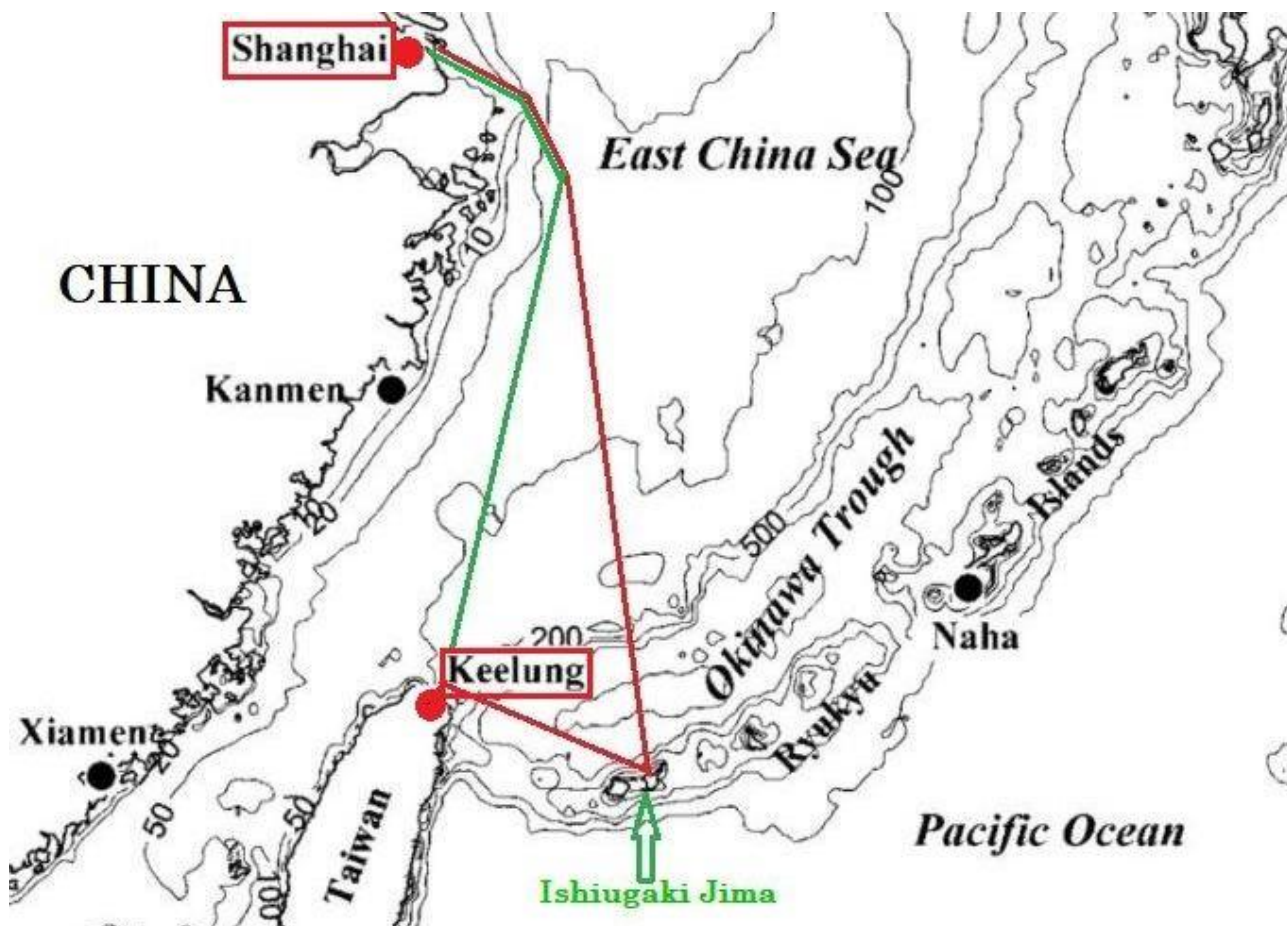 Shanghai
East China Sea
100
10
CHINA
Kanmen
20
500
Okinawa Trough
Islands
200
Naha
Keelung
Ryukyu
Xiamen
20
50
50
Taiwan
100
Pacific Ocean
Ishiugaki Jima